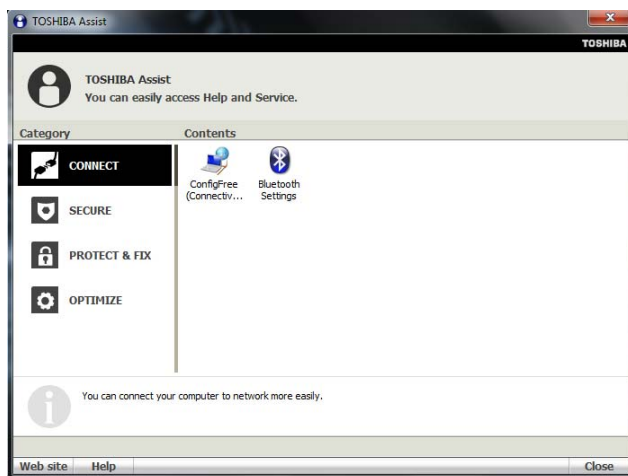 TOSHIBA Assist
TOSHIBA
TOSHIBA Assist
You can easily access Help and Service.
Category
Contents
CONNECT
SECURE
PROTECT & FIX
OPTIMIZE
ConfigFree
(Connectiv...
Bluetooth
Settings
You can connect your computer to network more easily.
Web site
Help
Close